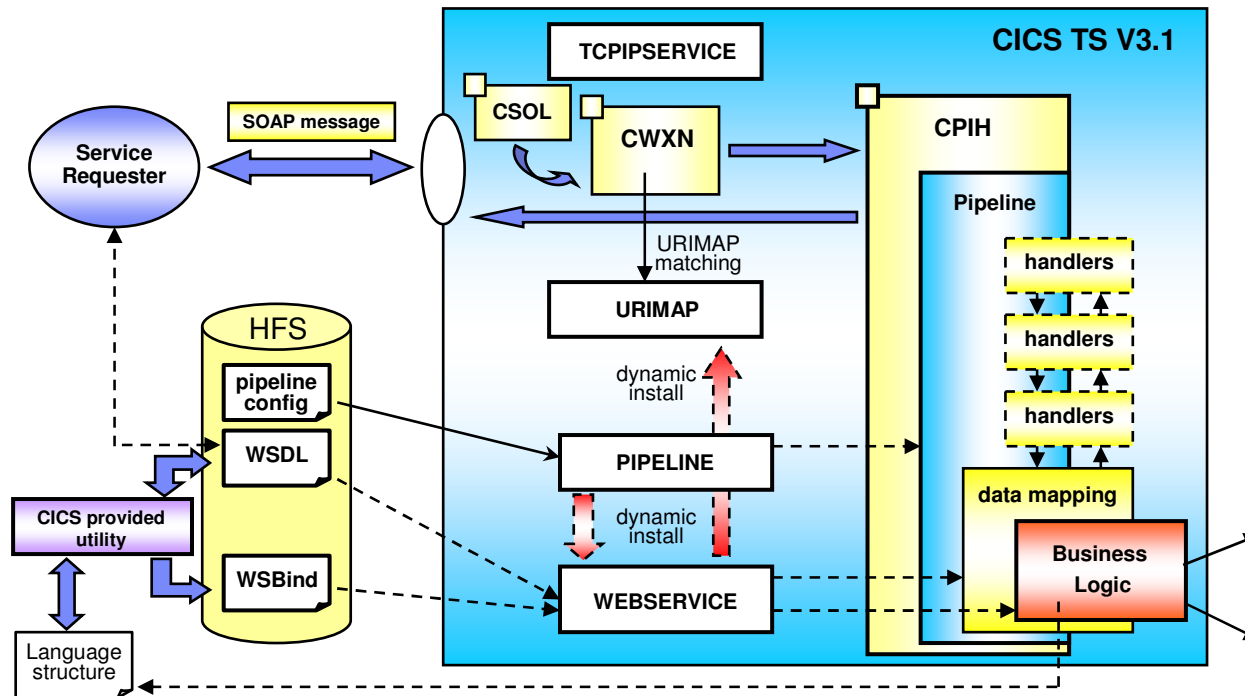 CICS TS V3.1
TCPIPSERVICE
CSOL
SOAP message
CWXN
CPIH
Service
Requester
Pipeline
URIMAP
matching
handlers
HFS
URIMAP
handlers
pipeline
config
dynamic
install
handlers
WSDL
PIPELINE
data mapping
CICS provided
utility
dynamic
install
Business
Logic
WSBind
WEBSERVICE
Language
structure